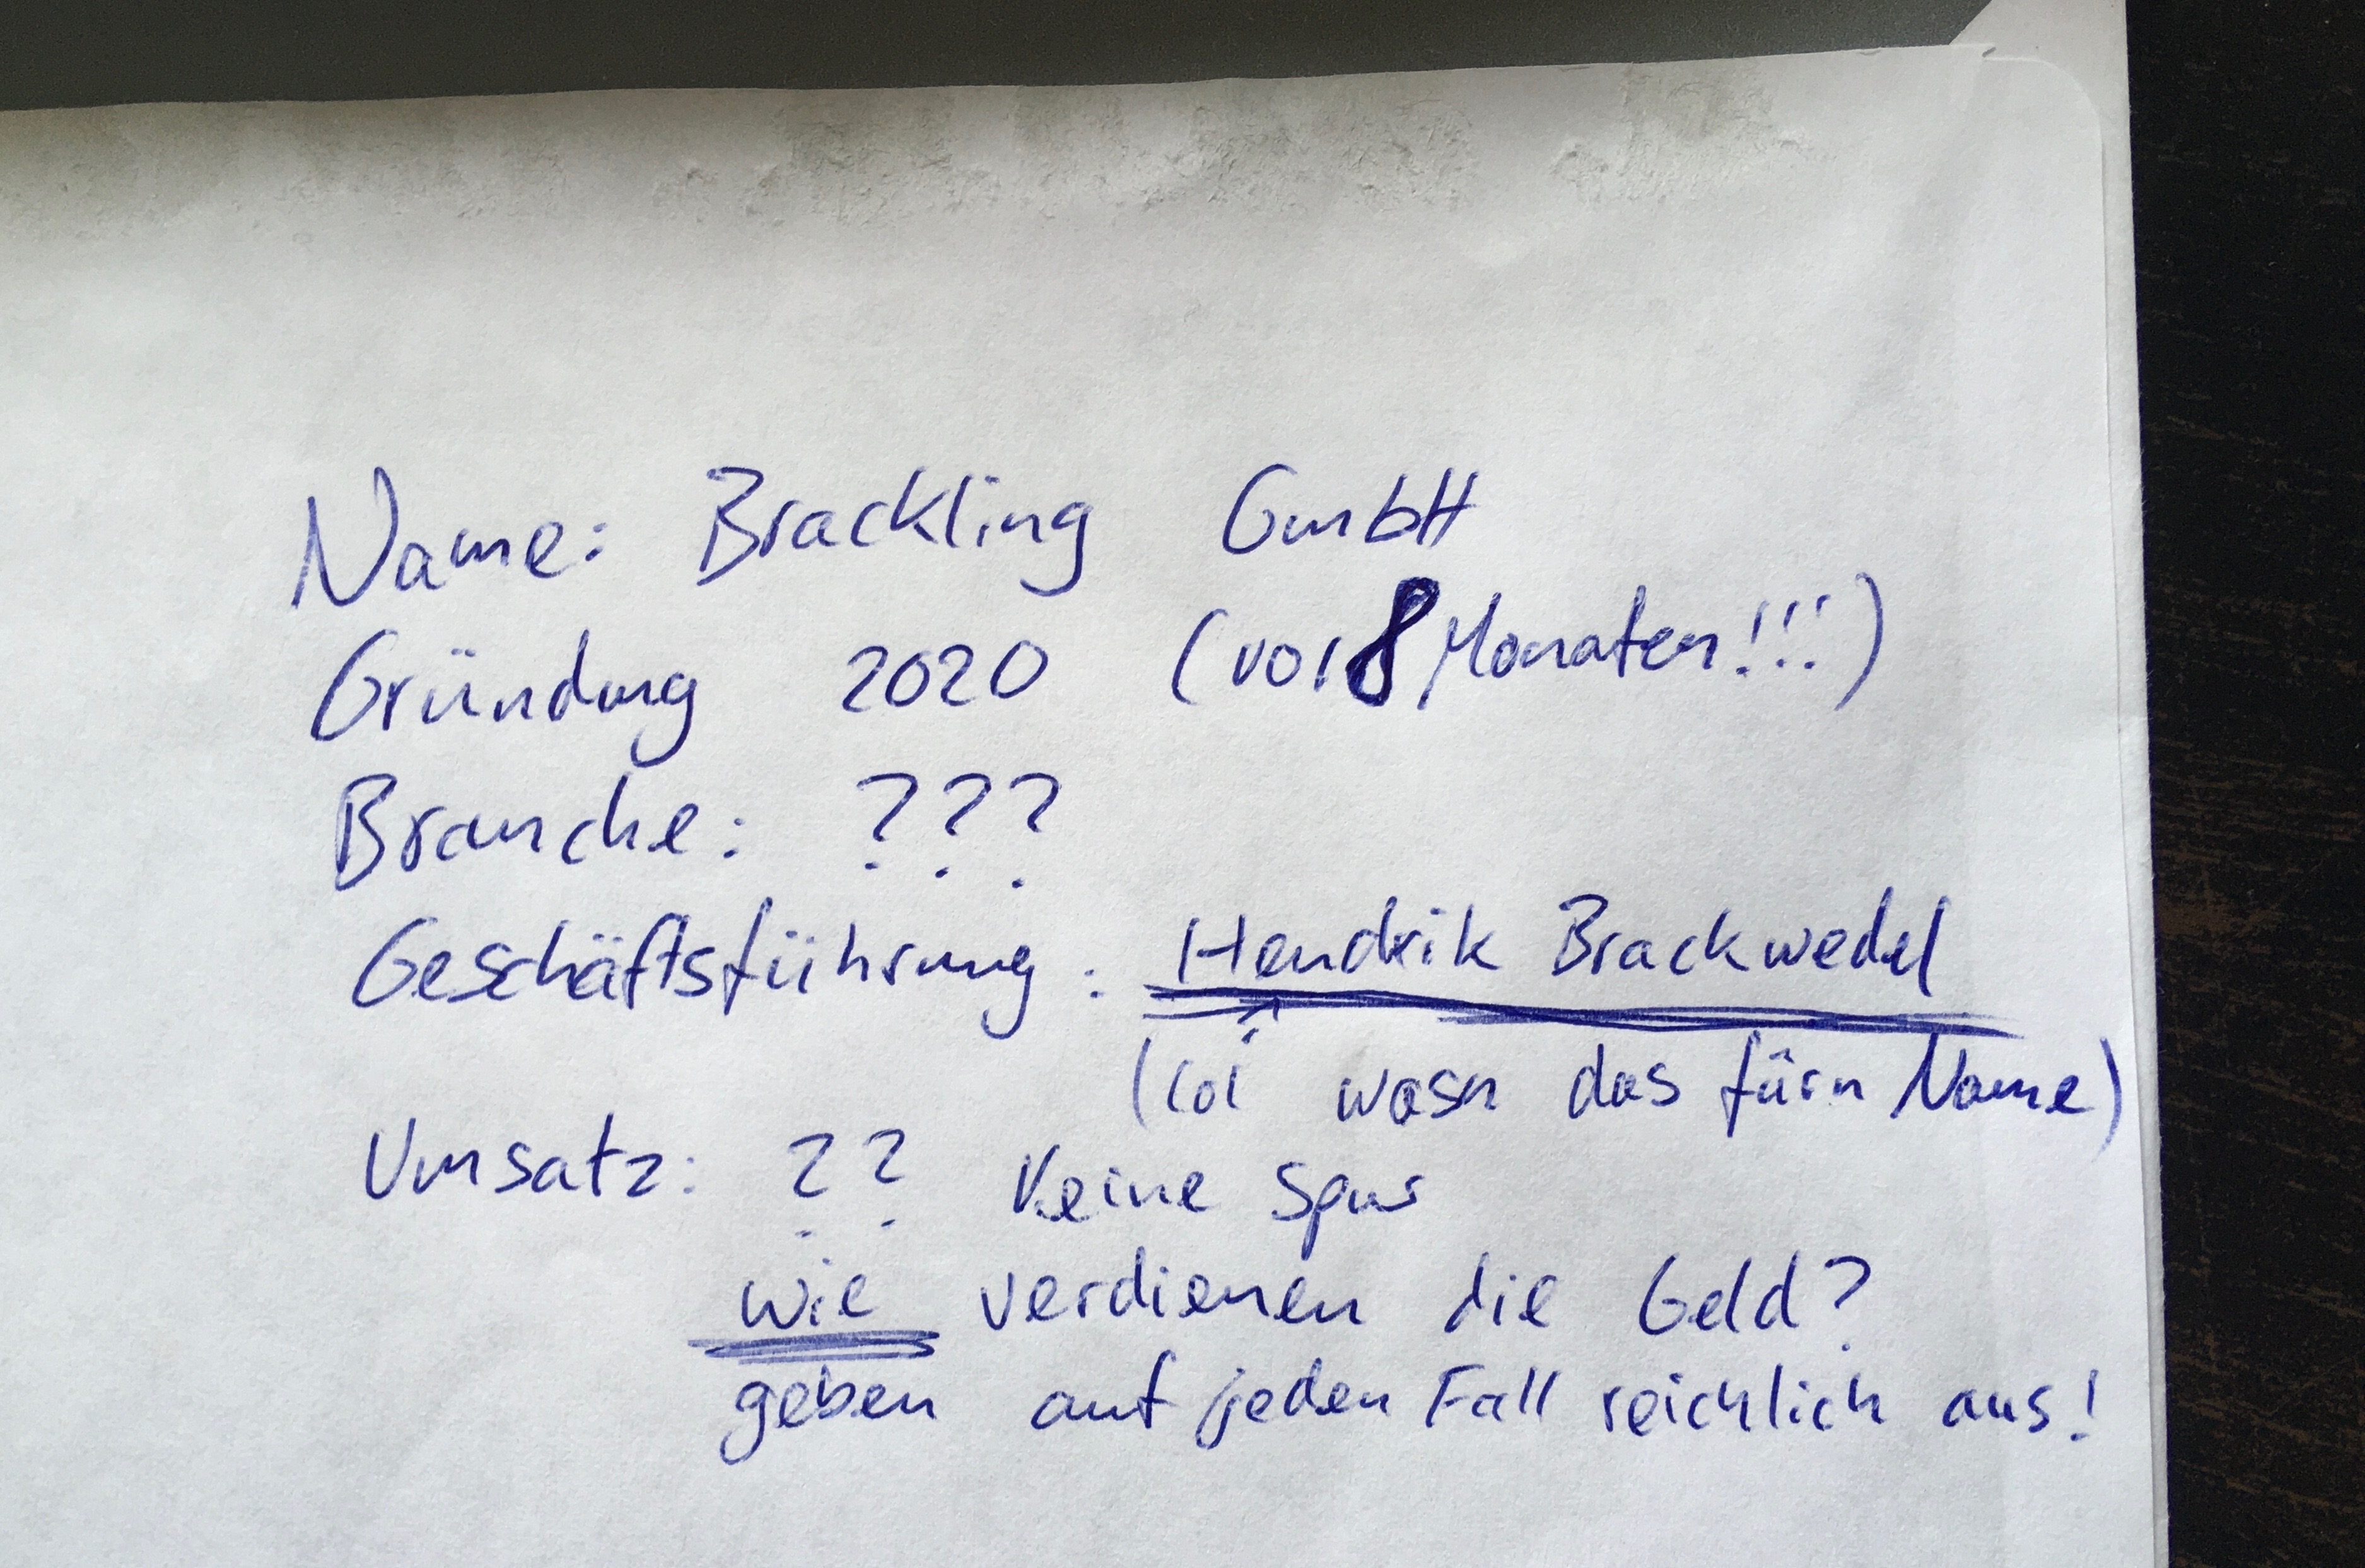 Name: Brackling GmbH
Gründung 2020 (vor 8 Monaten!!!)
Branche: ???
Geschäftsführung: Hendrik Brackwedel
(lol wasn das fürn Name)
Umsatz: ?? Keine Spur
wie verdienen die Geld?
geben auf jeden Fall reichlich aus!